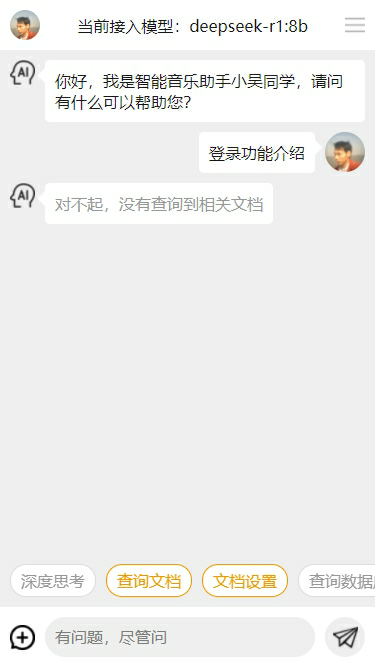 当前接入模型：deepseek-r1:8b
AI
你好，我是智能音乐助手小吴同学，请问
有什么可以帮助您？
登录功能介绍
AI
对不起，没有查询到相关文档
深度思考
查询文档
文档设置
查询数据
有问题，尽管问